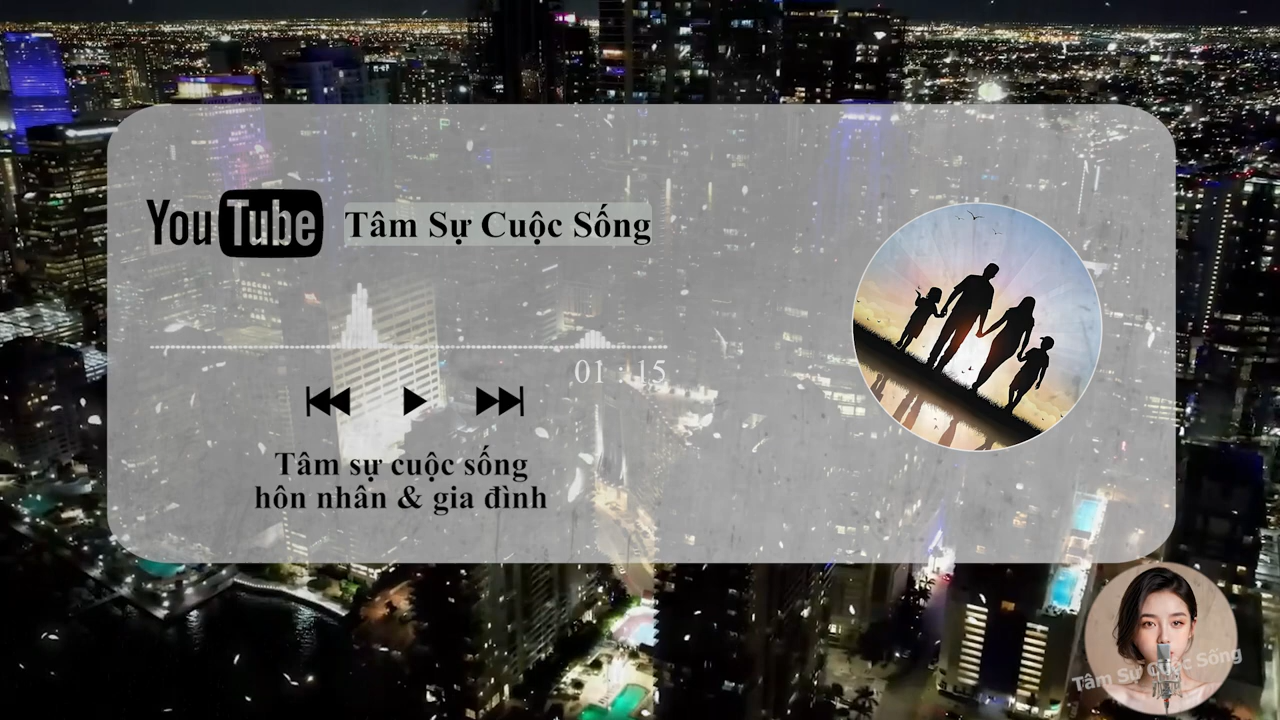 YouTube Tâm Sự Cuộc Sống
01 : 15
Tâm sự cuộc sống
hôn nhân & gia đình
Tâm Sự Cuộc Sống